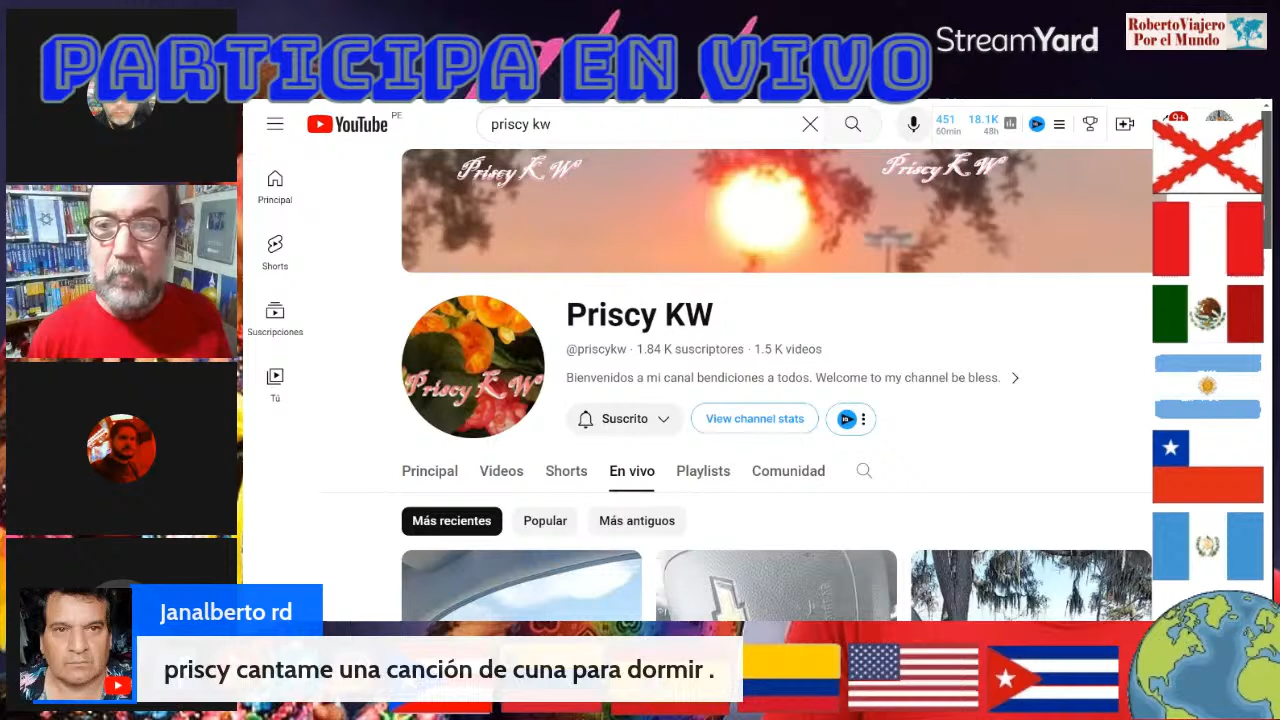 PARTICIPA EN VIVO
StreamYard
RobertoViajero
Por el Mundo
YouTube
PE
priscy kw
451
60min
18.1K
48h
9+
Priscy K W
Priscy K W
Principal
Shorts
Suscripciones
Tú
Priscy K W
Priscy KW
@priscykw · 1.84 K suscriptores · 1.5 K videos
Bienvenidos a mi canal bendiciones a todos. Welcome to my channel be bless.
Suscrito
View channel stats
Principal
Videos
Shorts
En vivo
Playlists
Comunidad
Más recientes
Popular
Más antiguos
Janalberto rd
priscy cantame una canción de cuna para dormir .